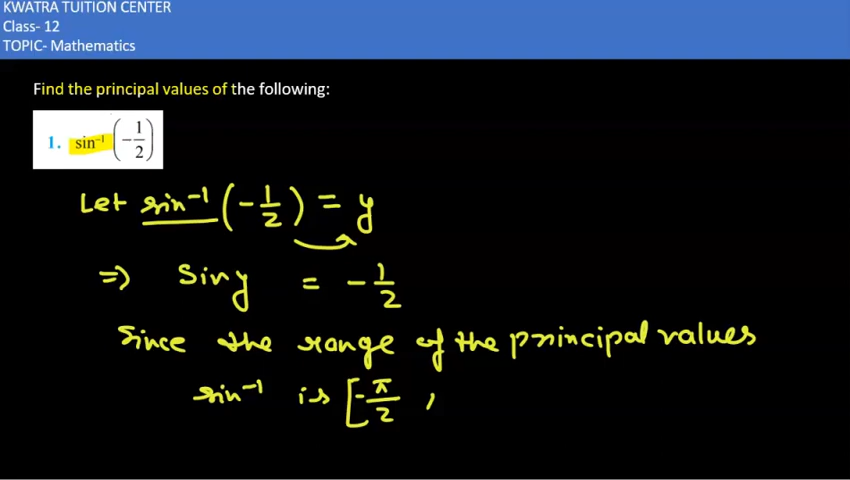 KWATRA TUITION CENTER
Class- 12
TOPIC- Mathematics
Find the principal values of the following:
1. sin⁻¹ (-1/2)
Let sin⁻¹ (-1/2) = y
=> Sin y = -1/2
Since the range of the principal values
sin⁻¹ is [-π/2 ,